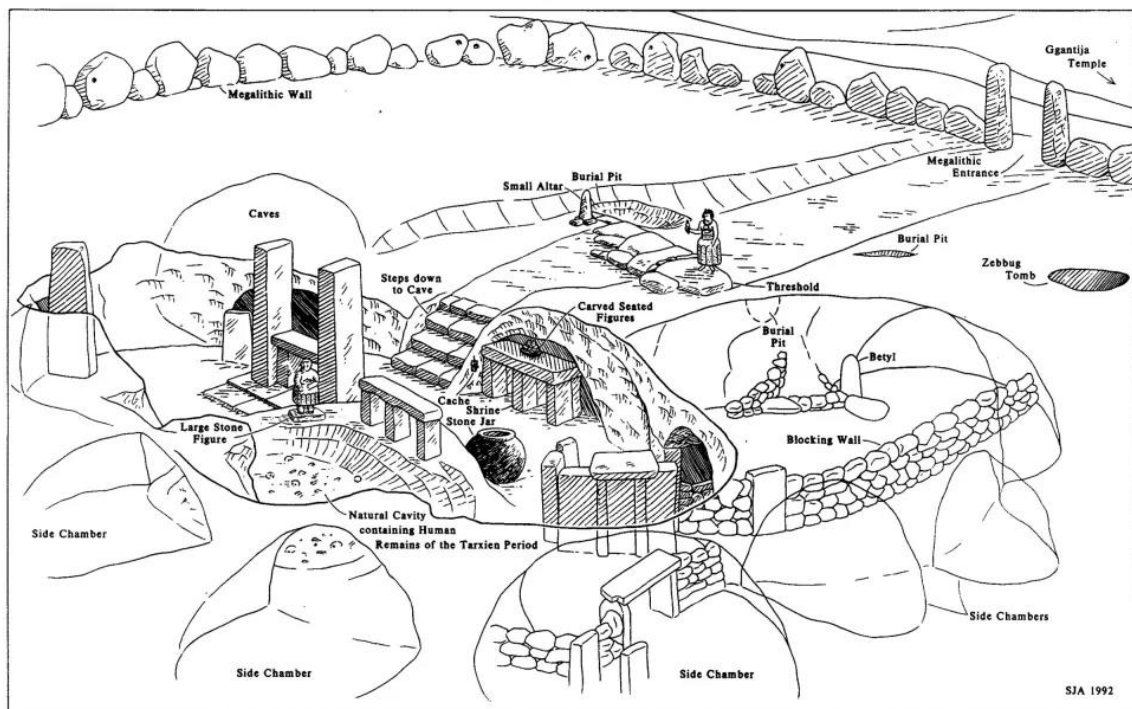 Ggantija
Temple
Megalithic Wall
Megalithic
Entrance
Burial Pit
Small Altar
Caves
Burial Pit
Zebbug
Tomb
Steps down
to Cave
Threshold
Carved Seated
Figures
Burial
Pit
Betyl
Cache
Shrine
Stone Jar
Large Stone
Figure
Blocking Wall
Natural Cavity
containing Human
Remains of the Tarxien Period
Side Chamber
Side Chambers
Side Chamber
Side Chamber
SJA 1992